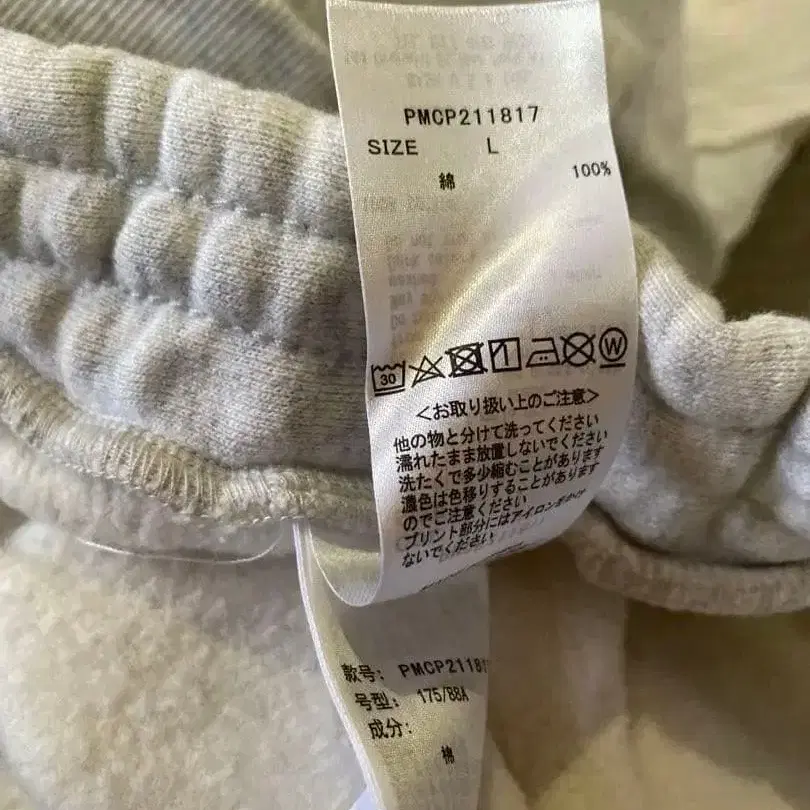 PMCP211817
SIZE L
綿 100%
30
W
<お取り扱い上のご注意>
他の物と分けて洗ってください
濡れたまま放置しないでください
洗たくで多少縮むことがあります
濃色は色移りすることがあります
のでご注意ください
プリント部分にはアイロンをかけ
ないでください
款号: PMCP21181
号型: 175/88A
成分:
棉